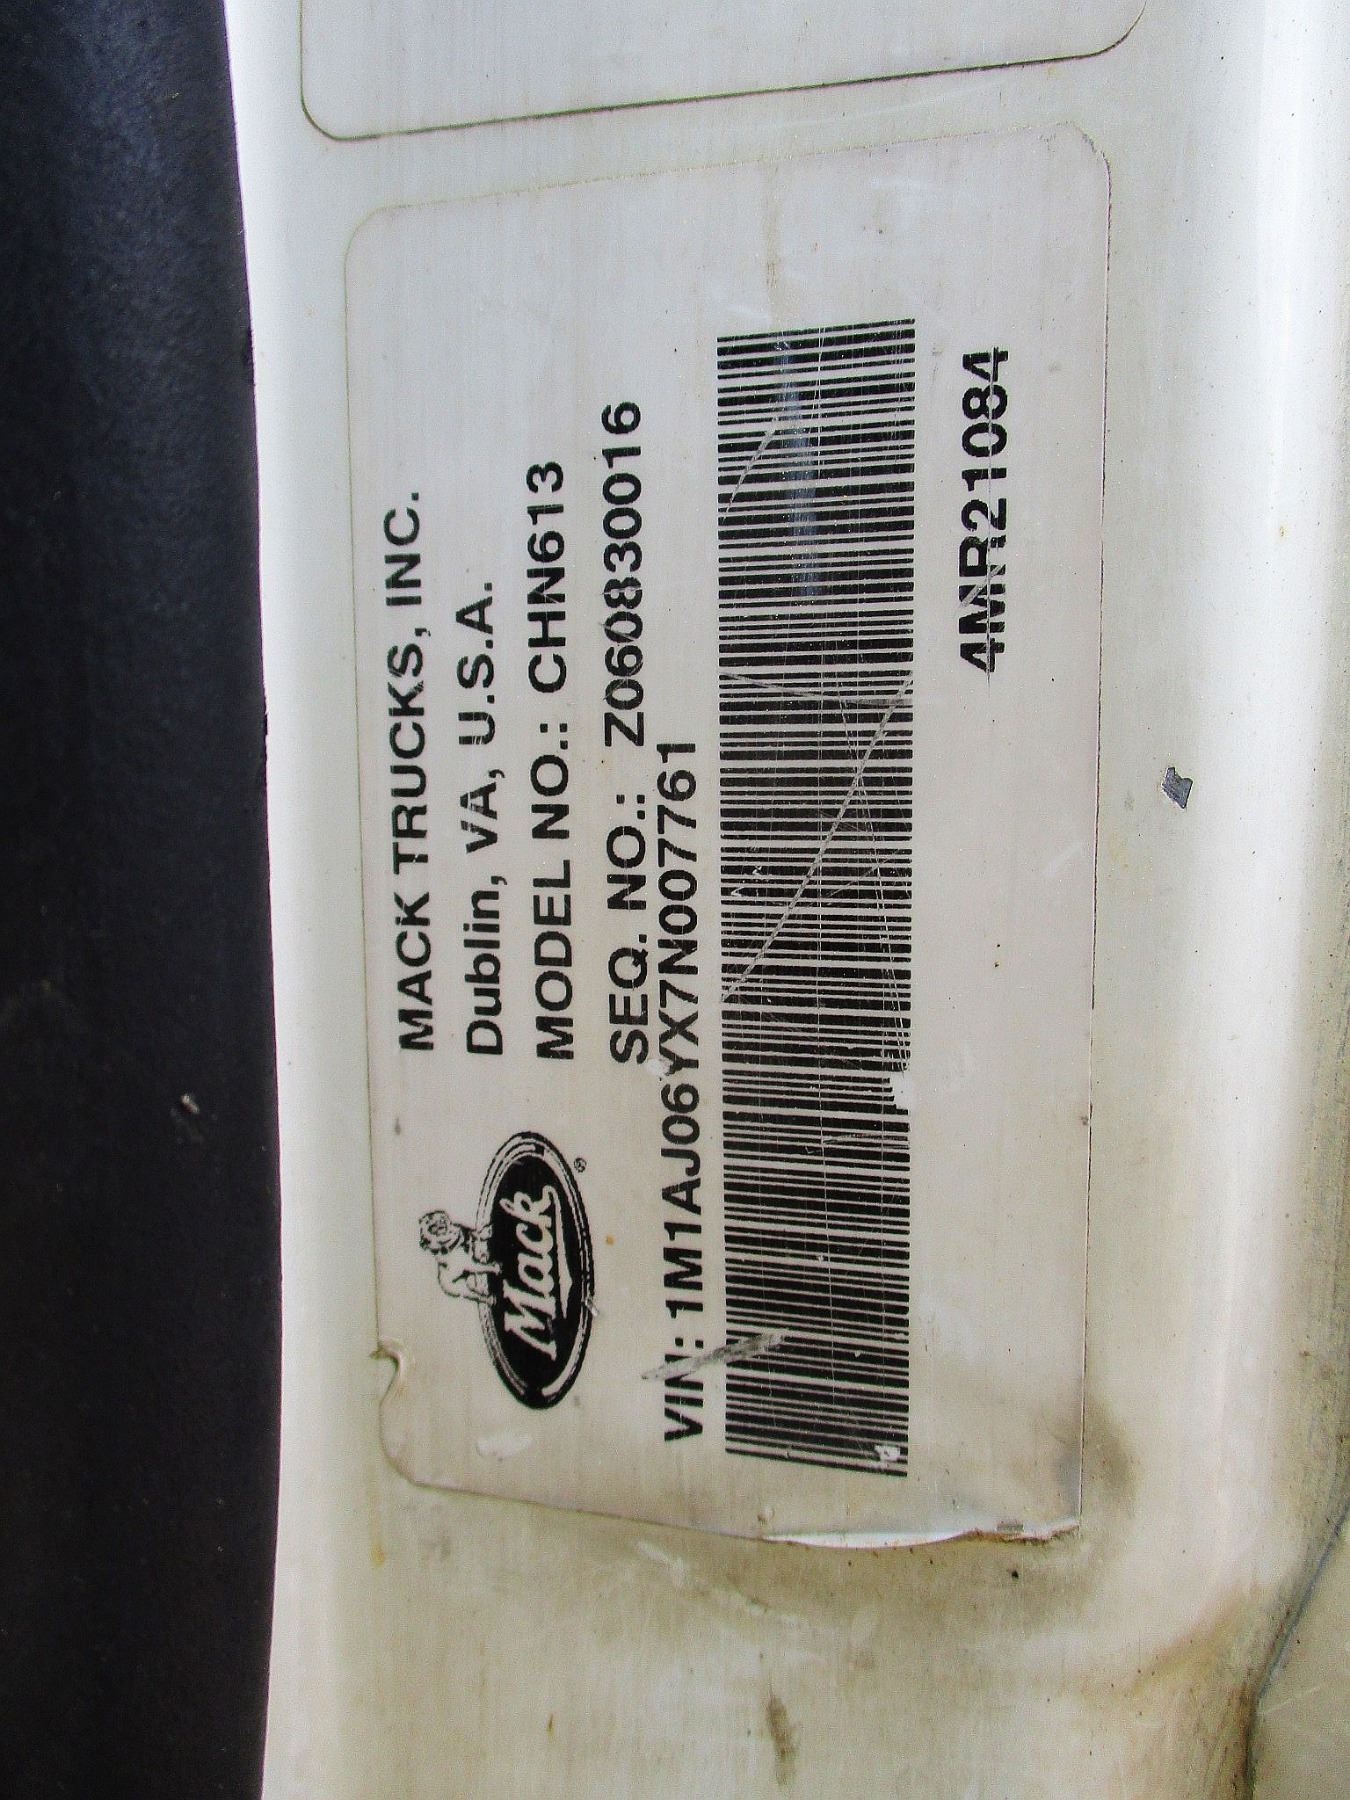 MACK TRUCKS, INC.
Dublin, VA, U.S.A.
MODEL NO.: CHN613
SEQ. NO.: Z060830016
Mack®
VIN: 1M1AJ06YX7N007761
4MR21084